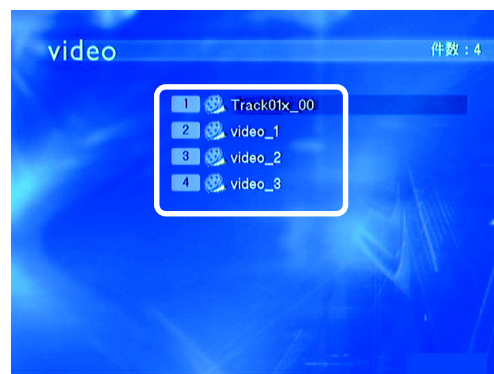 video
件数：4
1 Track01x_00
2 video_1
3 video_2
4 video_3